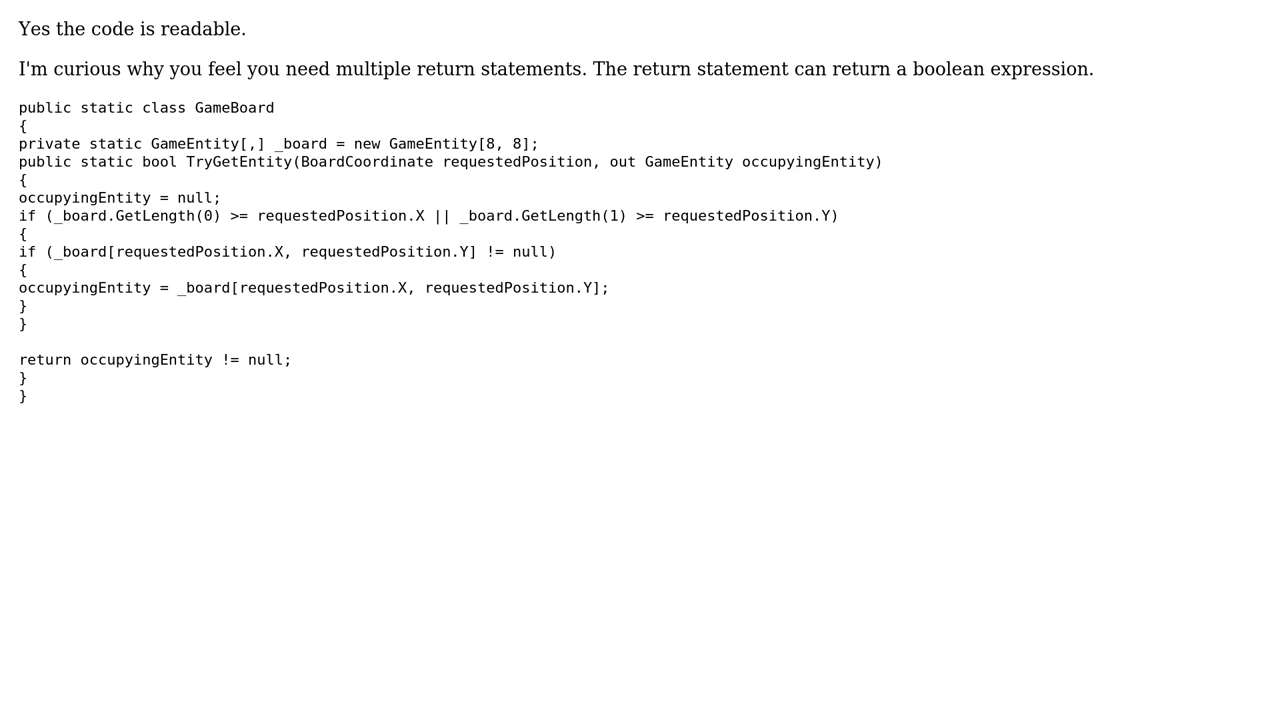 Yes the code is readable.
I'm curious why you feel you need multiple return statements. The return statement can return a boolean expression.
public static class GameBoard
{
private static GameEntity[,] _board = new GameEntity[8, 8];
public static bool TryGetEntity(BoardCoordinate requestedPosition, out GameEntity occupyingEntity)
{
occupyingEntity = null;
if (_board.GetLength(0) >= requestedPosition.X || _board.GetLength(1) >= requestedPosition.Y)
{
if (_board[requestedPosition.X, requestedPosition.Y] != null)
{
occupyingEntity = _board[requestedPosition.X, requestedPosition.Y];
}
}
return occupyingEntity != null;
}
}